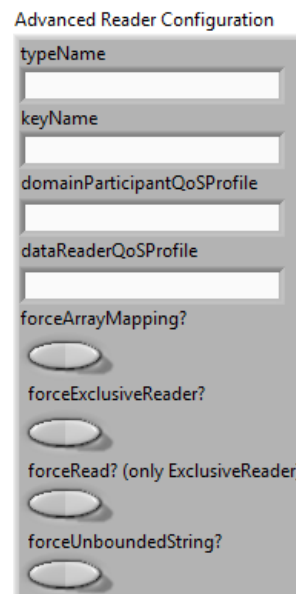 Advanced Reader Configuration
typeName
keyName
domainParticipantQoSProfile
dataReaderQoSProfile
forceArrayMapping?
forceExclusiveReader?
forceRead? (only ExclusiveReader
forceUnboundedString?